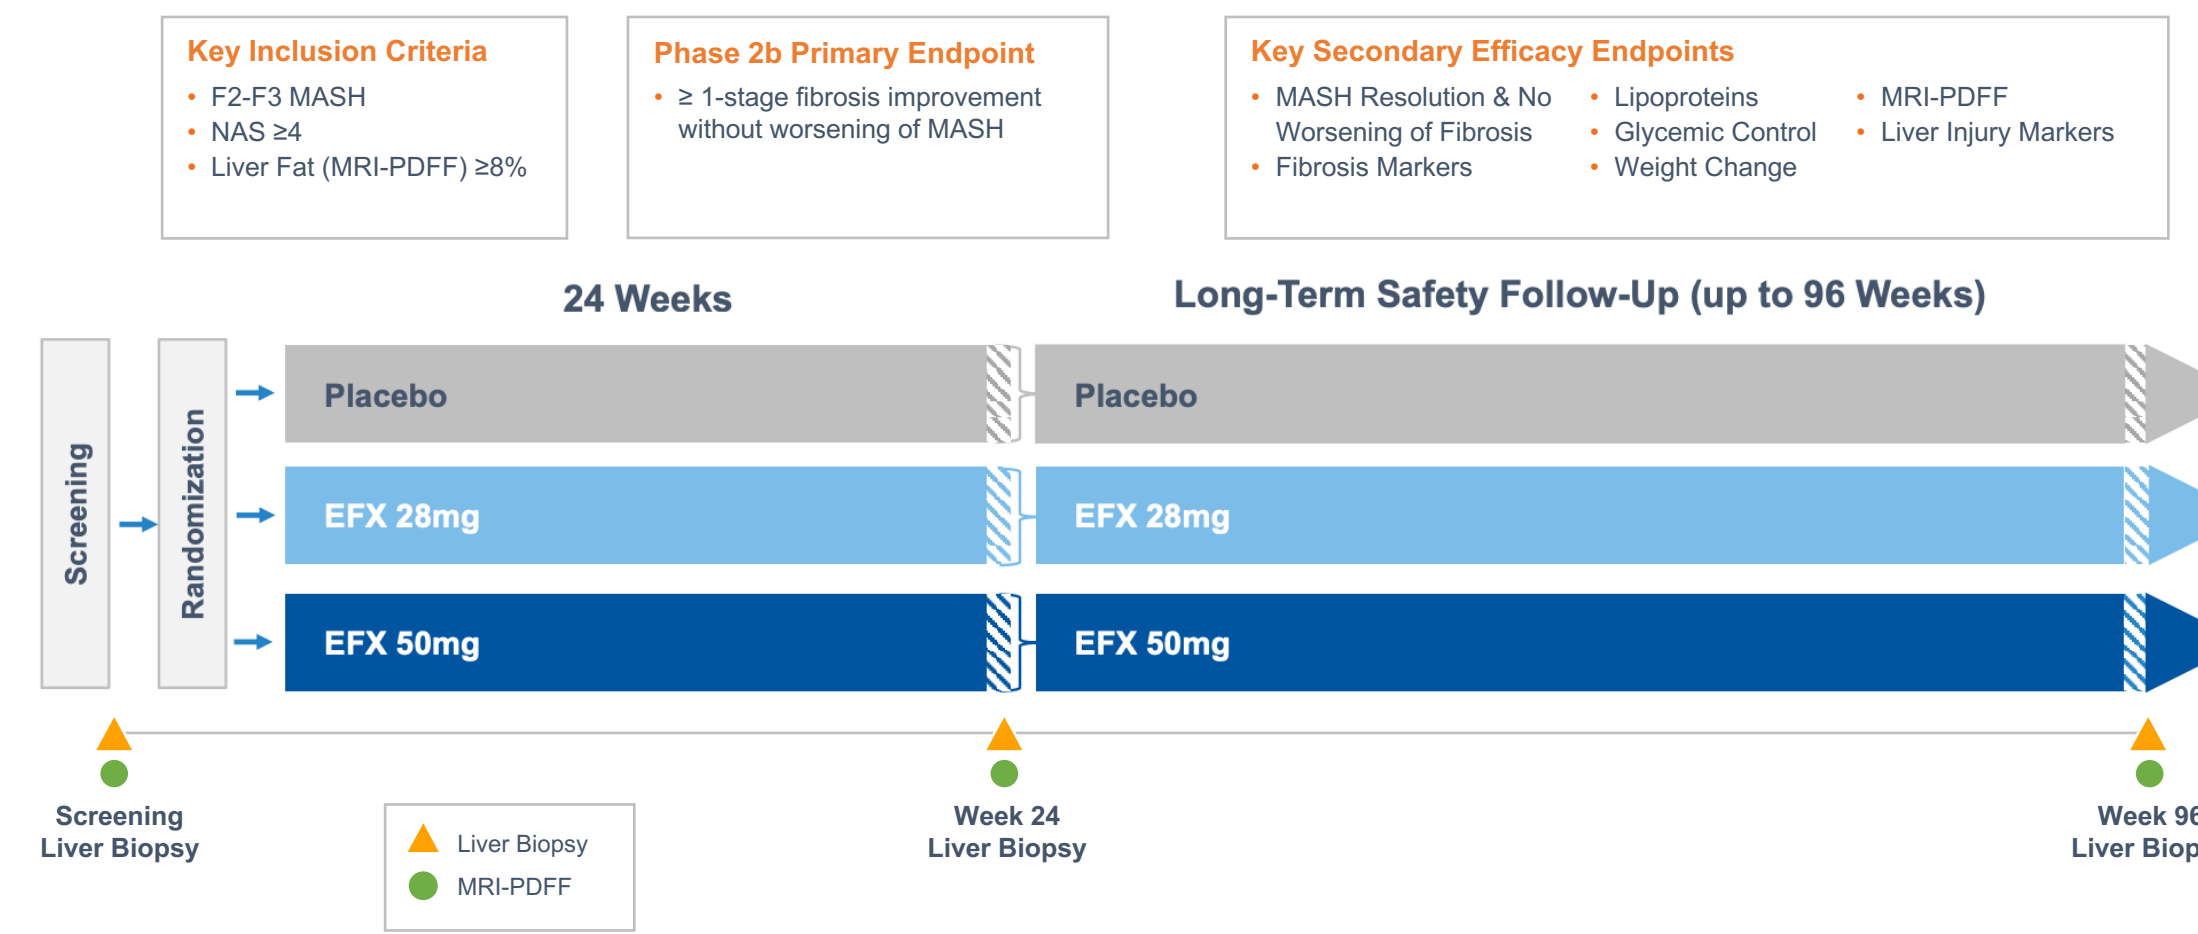 Key Inclusion Criteria
• F2-F3 MASH
• NAS ≥4
• Liver Fat (MRI-PDFF) ≥8%
Phase 2b Primary Endpoint
• ≥ 1-stage fibrosis improvement
without worsening of MASH
Key Secondary Efficacy Endpoints
• MASH Resolution & No
Worsening of Fibrosis
• Fibrosis Markers
• Lipoproteins
• Glycemic Control
• Weight Change
• MRI-PDFF
• Liver Injury Markers
24 Weeks
Long-Term Safety Follow-Up (up to 96 Weeks)
Screening
Randomization
Placebo
Placebo
EFX 28mg
EFX 28mg
EFX 50mg
EFX 50mg
Screening
Liver Biopsy
Week 24
Liver Biopsy
Week 96
Liver Biop
Liver Biopsy
MRI-PDFF